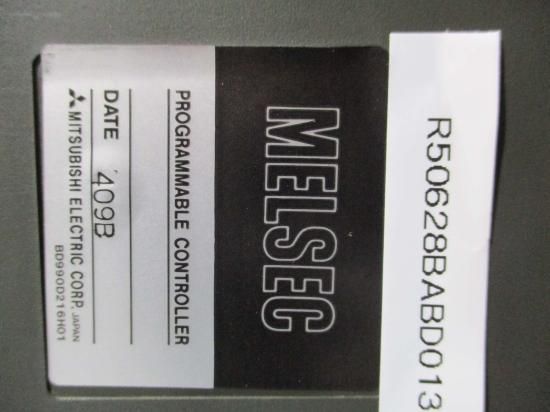 R50628BABD013
MELSEC
PROGRAMMABLE CONTROLLER
DATE '409B
MITSUBISHI ELECTRIC CORP. JAPAN
BD990D216H01